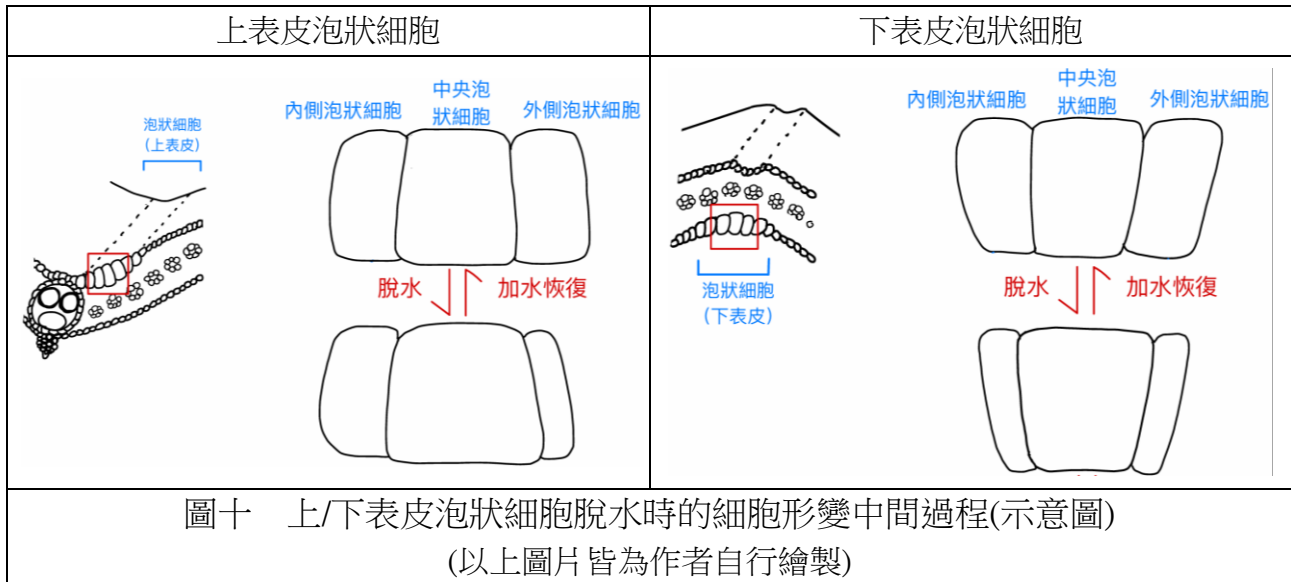 上表皮泡狀細胞
下表皮泡狀細胞
泡狀細胞
(上表皮)
內側泡狀細胞
中央泡
狀細胞
外側泡狀細胞
脫水
加水恢復
內側泡狀細胞
中央泡
狀細胞
外側泡狀細胞
泡狀細胞
(下表皮)
脫水
加水恢復
圖十 上/下表皮泡狀細胞脫水時的細胞形變中間過程(示意圖)
(以上圖片皆為作者自行繪製)